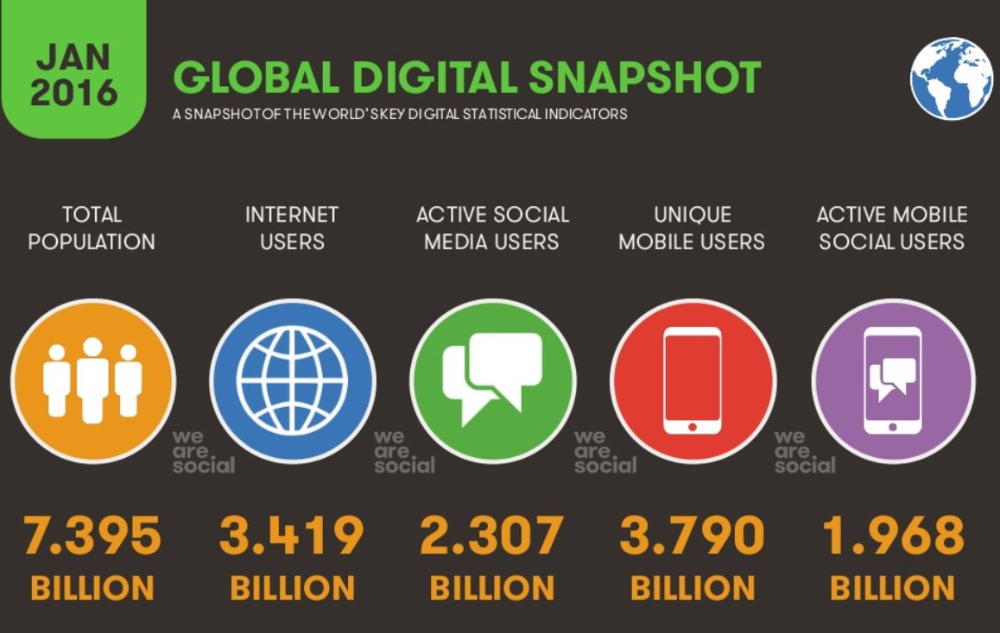 JAN
2016
GLOBAL DIGITAL SNAPSHOT
A SNAPSHOT OF THE WORLD'S KEY DIGITAL STATISTICAL INDICATORS
TOTAL
POPULATION
INTERNET
USERS
ACTIVE SOCIAL
MEDIA USERS
UNIQUE
MOBILE USERS
ACTIVE MOBILE
SOCIAL USERS
we
are
social
we
are
social
we
are
social
we
are
social
7.395
BILLION
3.419
BILLION
2.307
BILLION
3.790
BILLION
1.968
BILLION